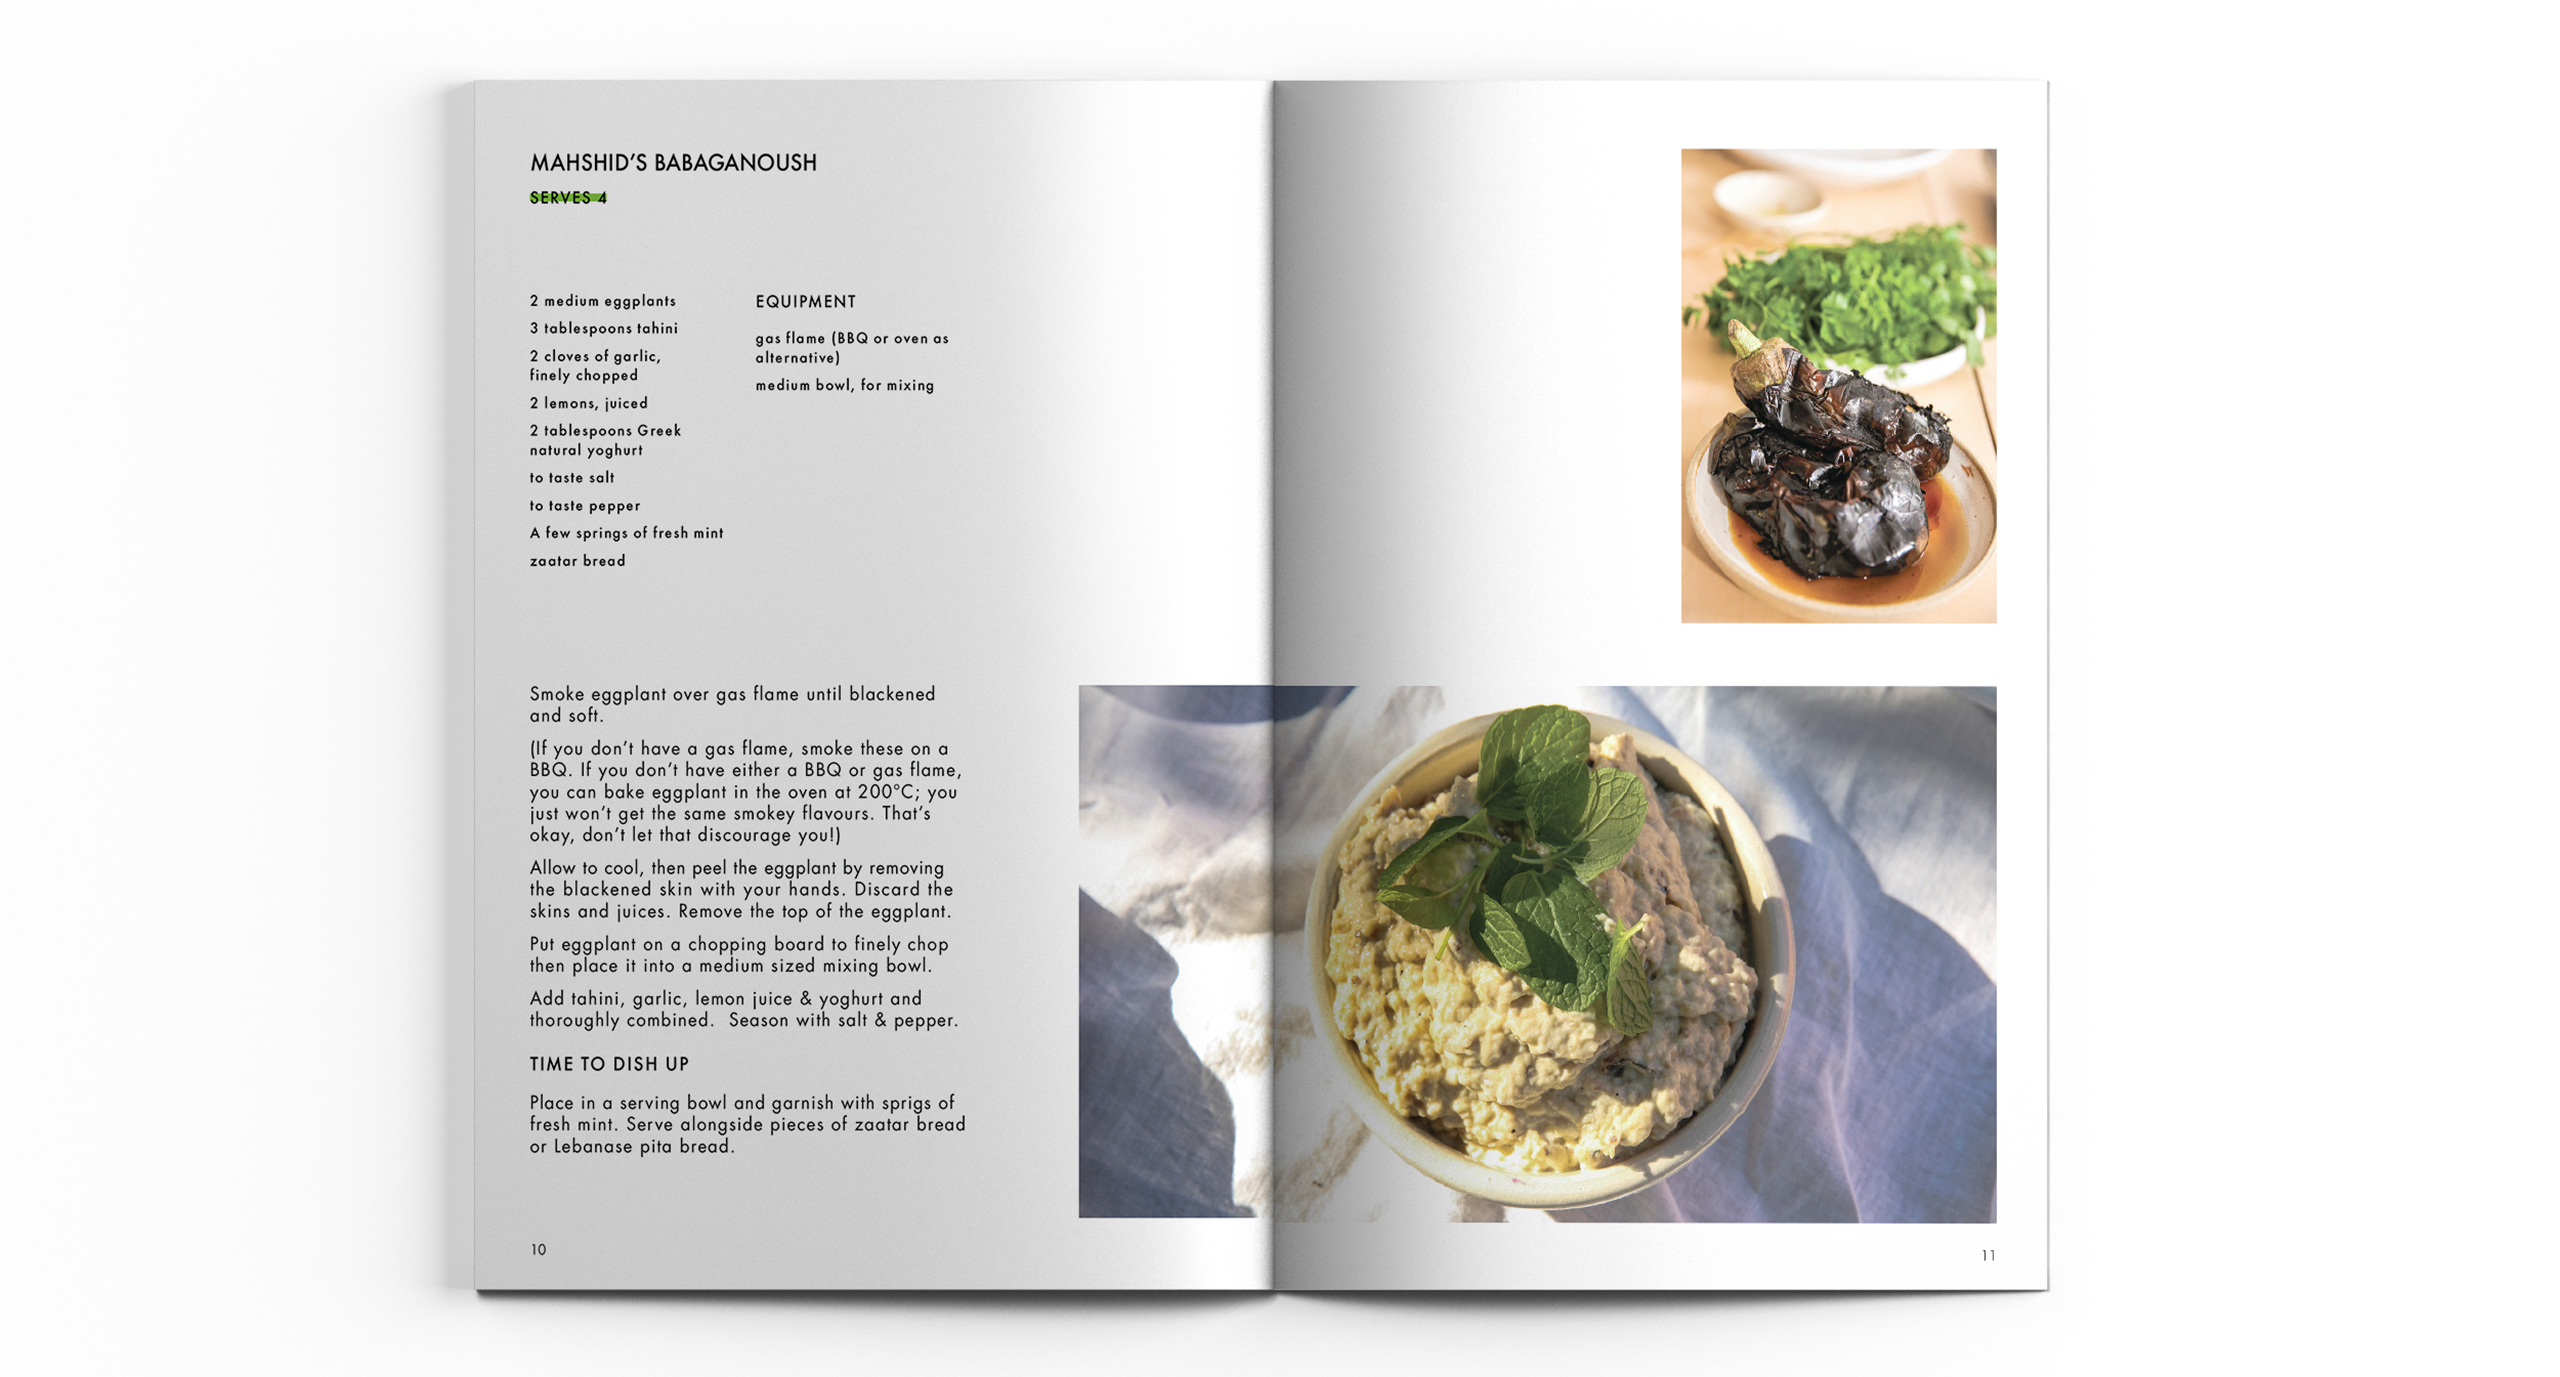 MAHSHID'S BABAGANOUSH
SERVES 4
2 medium eggplants
3 tablespoons tahini
2 cloves of garlic,
finely chopped
2 lemons, juiced
2 tablespoons Greek
natural yoghurt
to taste salt
to taste pepper
A few springs of fresh mint
zaatar bread
EQUIPMENT
gas flame (BBQ or oven as
alternative)
medium bowl, for mixing
Smoke eggplant over gas flame until blackened
and soft.
(If you don't have a gas flame, smoke these on a
BBQ. If you don't have either a BBQ or gas flame,
you can bake eggplant in the oven at 200°C; you
just won't get the same smokey flavours. That's
okay, don't let that discourage you!)
Allow to cool, then peel the eggplant by removing
the blackened skin with your hands. Discard the
skins and juices. Remove the top of the eggplant.
Put eggplant on a chopping board to finely chop
then place it into a medium sized mixing bowl.
Add tahini, garlic, lemon juice & yoghurt and
thoroughly combined.  Season with salt & pepper.
TIME TO DISH UP
Place in a serving bowl and garnish with sprigs of
fresh mint. Serve alongside pieces of zaatar bread
or Lebanase pita bread.
10
11